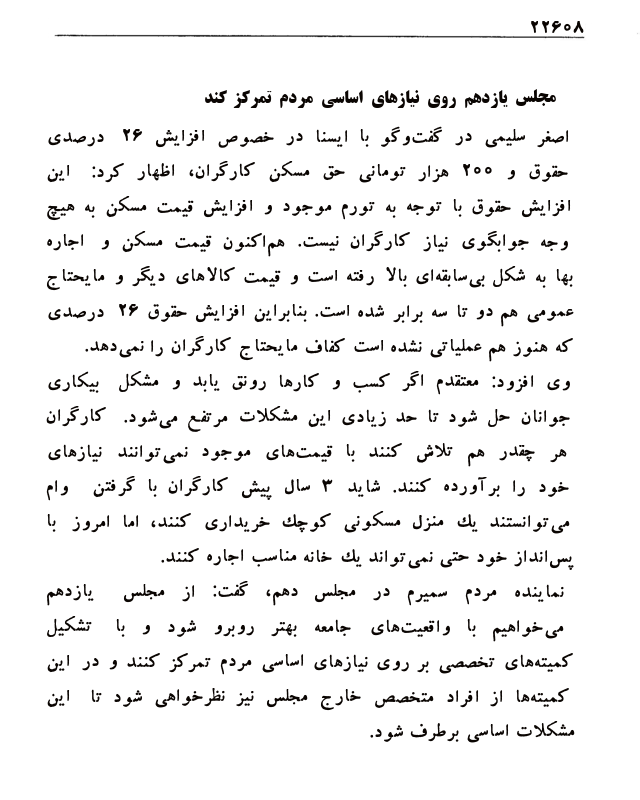 ۲۲۶۰۸
مجلس یازدهم روی نیازهای اساسی مردم تمرکز کند
اصغر سلیمی در گفت‌وگو با ایسنا در خصوص افزایش ۲۶ درصدی
حقوق و ۲۰۰ هزار تومانی حق مسکن کارگران، اظهار کرد: این
افزایش حقوق با توجه به تورم موجود و افزایش قیمت مسکن به هیچ
وجه جوابگوی نیاز کارگران نیست. هم‌اکنون قیمت مسکن و اجاره
بها به شکل بی‌سابقه‌ای بالا رفته است و قیمت کالاهای دیگر و مایحتاج
عمومی هم دو تا سه برابر شده است. بنابراین افزایش حقوق ۲۶ درصدی
که هنوز هم عملیاتی نشده است کفاف مایحتاج کارگران را نمی‌دهد.
وی افزود: معتقدم اگر کسب و کارها رونق یابد و مشکل بیکاری
جوانان حل شود تا حد زیادی این مشکلات مرتفع می‌شود. کارگران
هر چقدر هم تلاش کنند با قیمت‌های موجود نمی‌توانند نیازهای
خود را برآورده کنند. شاید ۳ سال پیش کارگران با گرفتن وام
می‌توانستند یك منزل مسکونی کوچك خریداری کنند، اما امروز با
پس‌انداز خود حتی نمی‌تواند یك خانه مناسب اجاره کنند.
نماینده مردم سمیرم در مجلس دهم، گفت: از مجلس یازدهم
می‌خواهیم با واقعیت‌های جامعه بهتر روبرو شود و با تشکیل
کمیته‌های تخصصی بر روی نیازهای اساسی مردم تمرکز کنند و در این
کمیته‌ها از افراد متخصص خارج مجلس نیز نظرخواهی شود تا این
مشکلات اساسی برطرف شود.